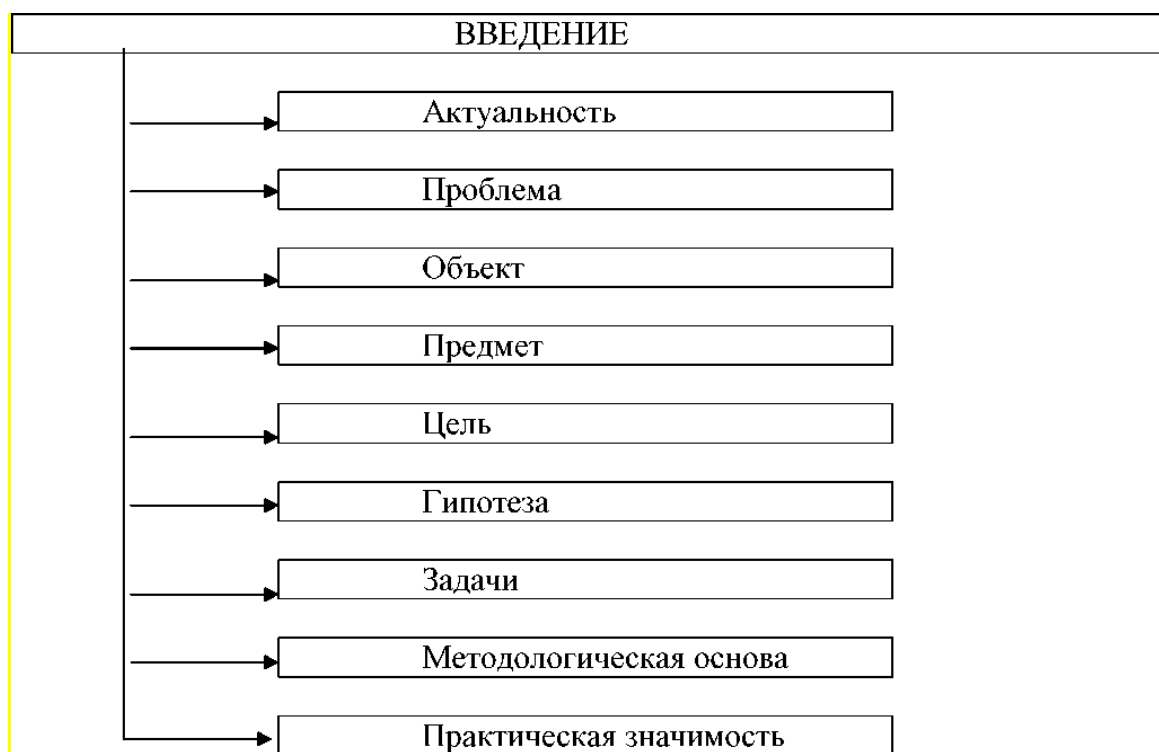 ВВЕДЕНИЕ
Актуальность
Проблема
Объект
Предмет
Цель
Гипотеза
Задачи
Методологическая основа
Практическая значимость